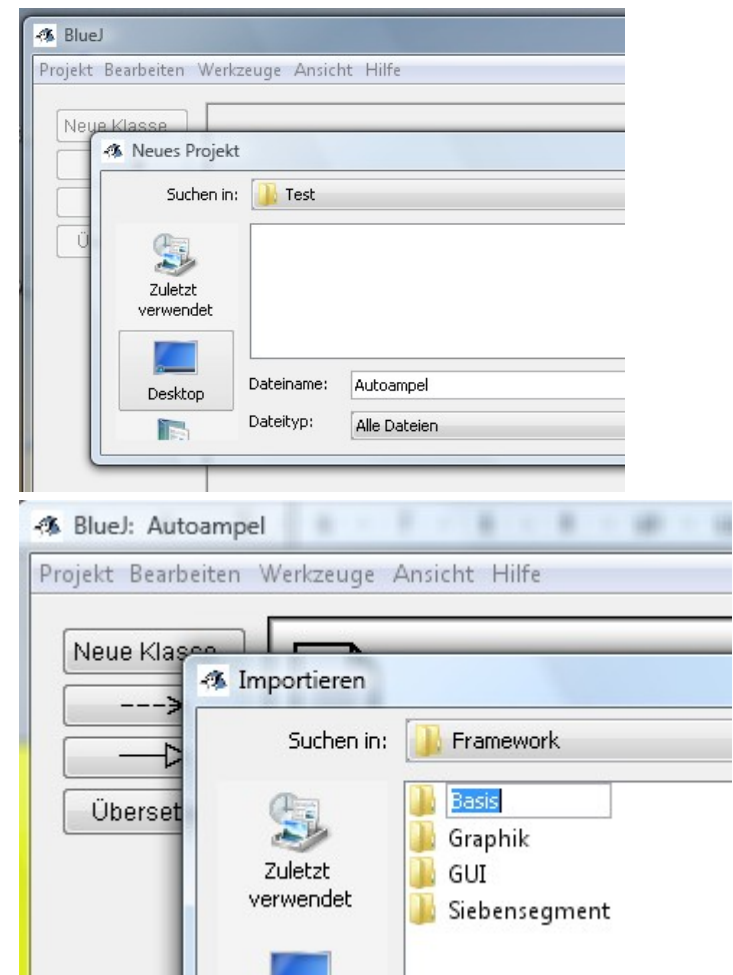 BlueJ
Projekt Bearbeiten Werkzeuge Ansicht Hilfe
Neue Klasse
Neues Projekt
Suchen in: Test
Ü
Zuletzt
verwendet
Desktop
Dateiname: Autoampel
Dateityp: Alle Dateien
BlueJ: Autoampel
Projekt Bearbeiten Werkzeuge Ansicht Hilfe
Neue Klasse
Importieren
Suchen in: Framework
Überset
Basis
Graphik
GUI
Siebensegment
Zuletzt
verwendet